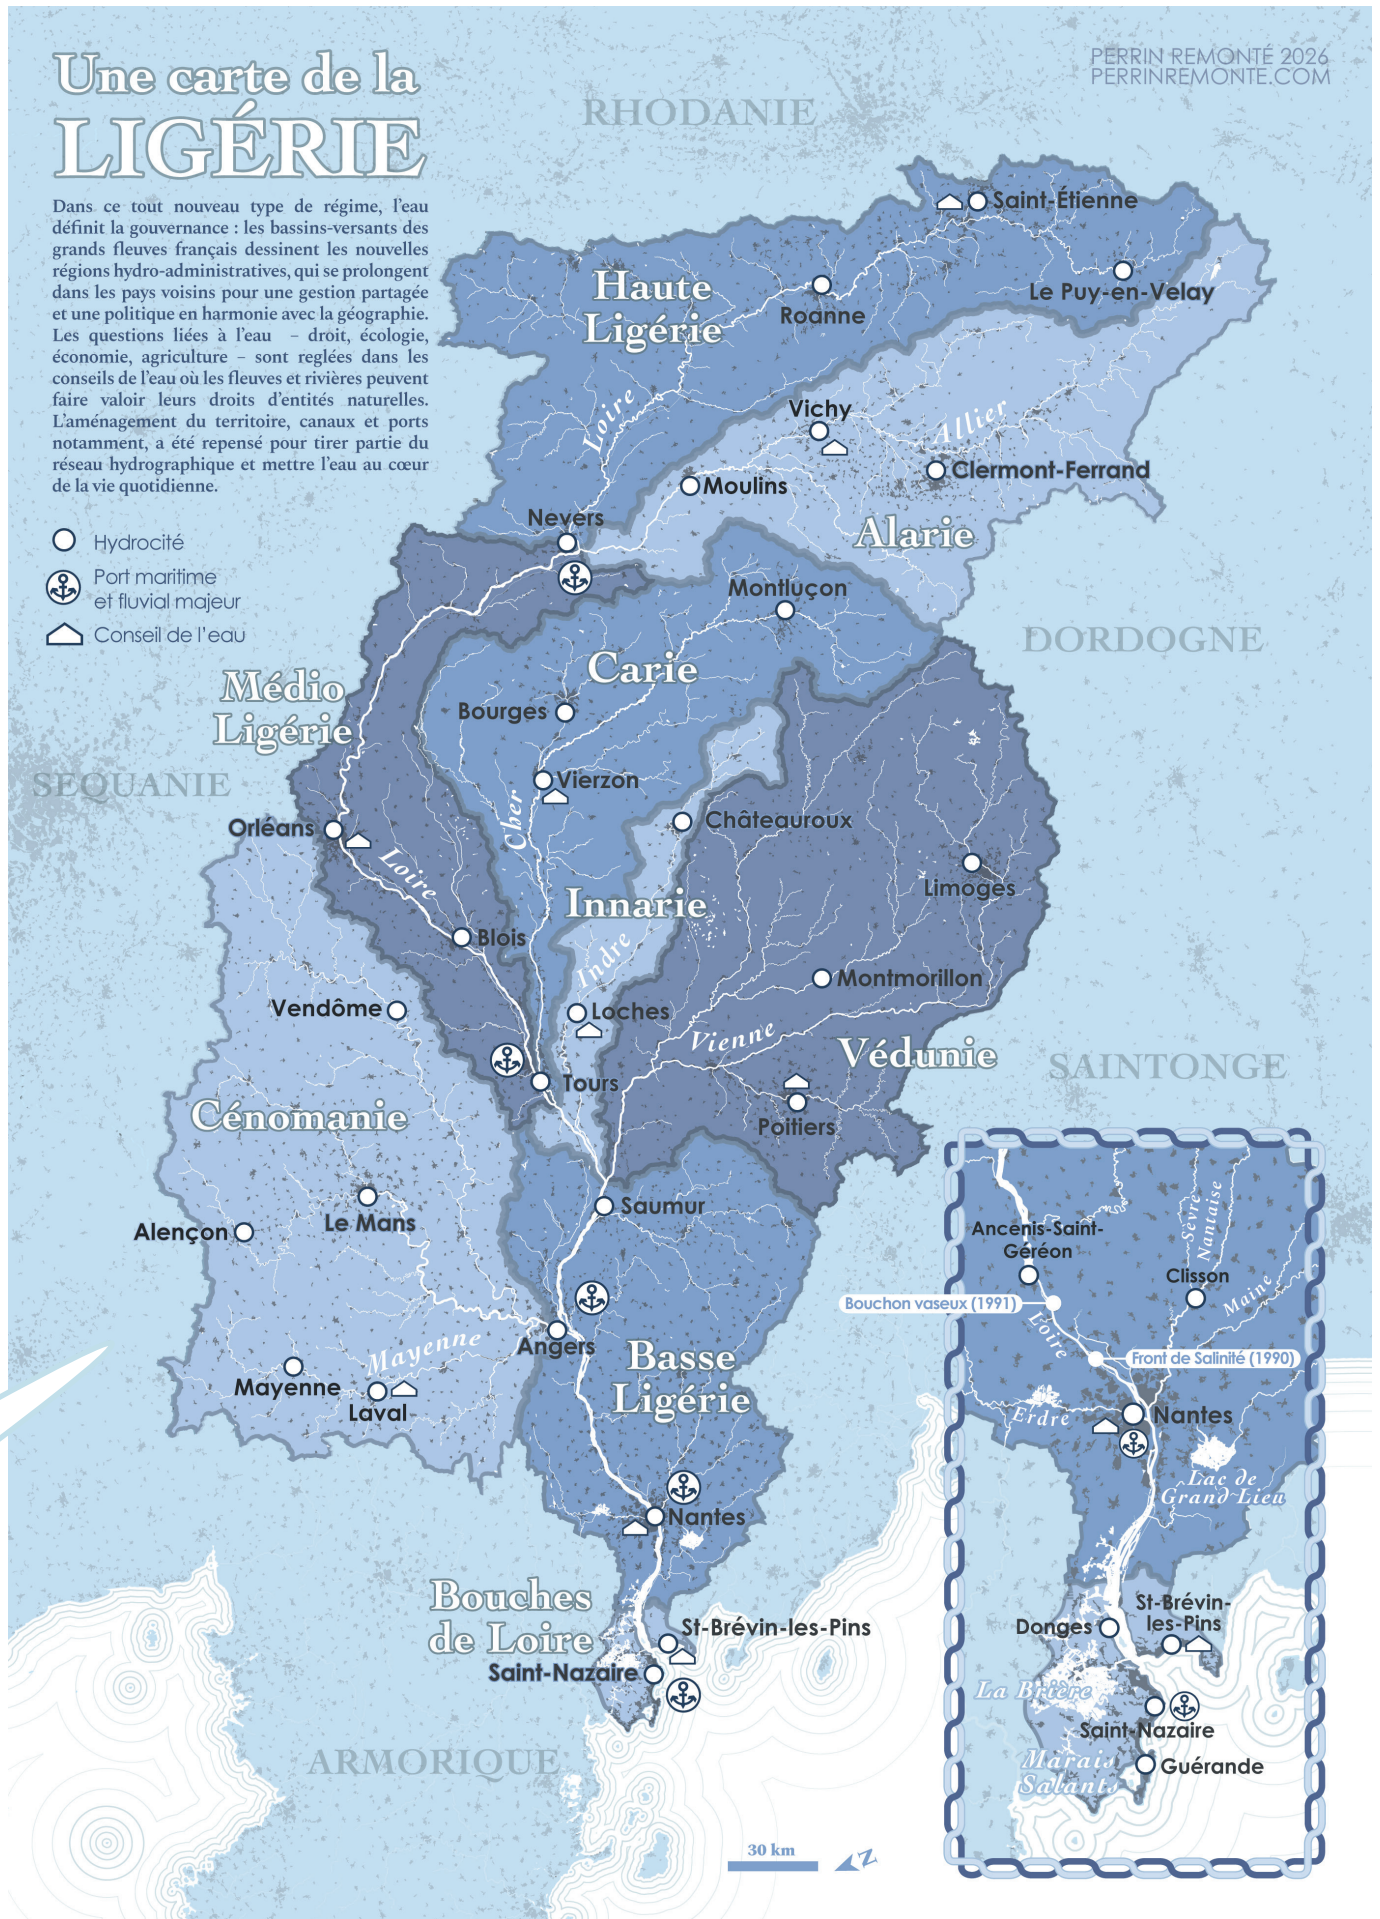 Une carte de la
LIGÉRIE
PERRIN REMONTÉ 2026
PERRINREMONTE.COM
Dans ce tout nouveau type de régime, l'eau
définit la gouvernance : les bassins-versants des
grands fleuves français dessinent les nouvelles
régions hydro-administratives, qui se prolongent
dans les pays voisins pour une gestion partagée
et une politique en harmonie avec la géographie.
Les questions liées à l'eau – droit, écologie,
économie, agriculture – sont reglées dans les
conseils de l'eau où les fleuves et rivières peuvent
faire valoir leurs droits d'entités naturelles.
L'aménagement du territoire, canaux et ports
notamment, a été repensé pour tirer partie du
réseau hydrographique et mettre l'eau au cœur
de la vie quotidienne.
Hydrocité
Port maritime
et fluvial majeur
Conseil de l'eau
RHODANIE
Saint-Étienne
Le Puy-en-Velay
Haute
Ligérie
Roanne
Loire
Vichy
Allier
Clermont-Ferrand
Moulins
Alarie
Nevers
Montluçon
DORDOGNE
Carie
Médio
Ligérie
Bourges
SEQUANIE
Vierzon
Cher
Orléans
Châteauroux
Loire
Limoges
Innarie
Blois
Indre
Montmorillon
Vendôme
Loches
Vienne
Védunie
SAINTONGE
Tours
Cénomanie
Poitiers
Saumur
Le Mans
Alençon
Angers
Mayenne
Basse
Ligérie
Mayenne
Laval
Nantes
Bouches
de Loire
St-Brévin-les-Pins
Saint-Nazaire
ARMORIQUE
30 km
N
Sèvre
Nantaise
Ancenis-Saint-
Géréon
Clisson
Maine
Bouchon vaseux (1991)
Loire
Front de Salinité (1990)
Erdre
Nantes
Lac de
Grand Lieu
St-Brévin-
les-Pins
Donges
La Brière
Saint-Nazaire
Marais
Salants
Guérande